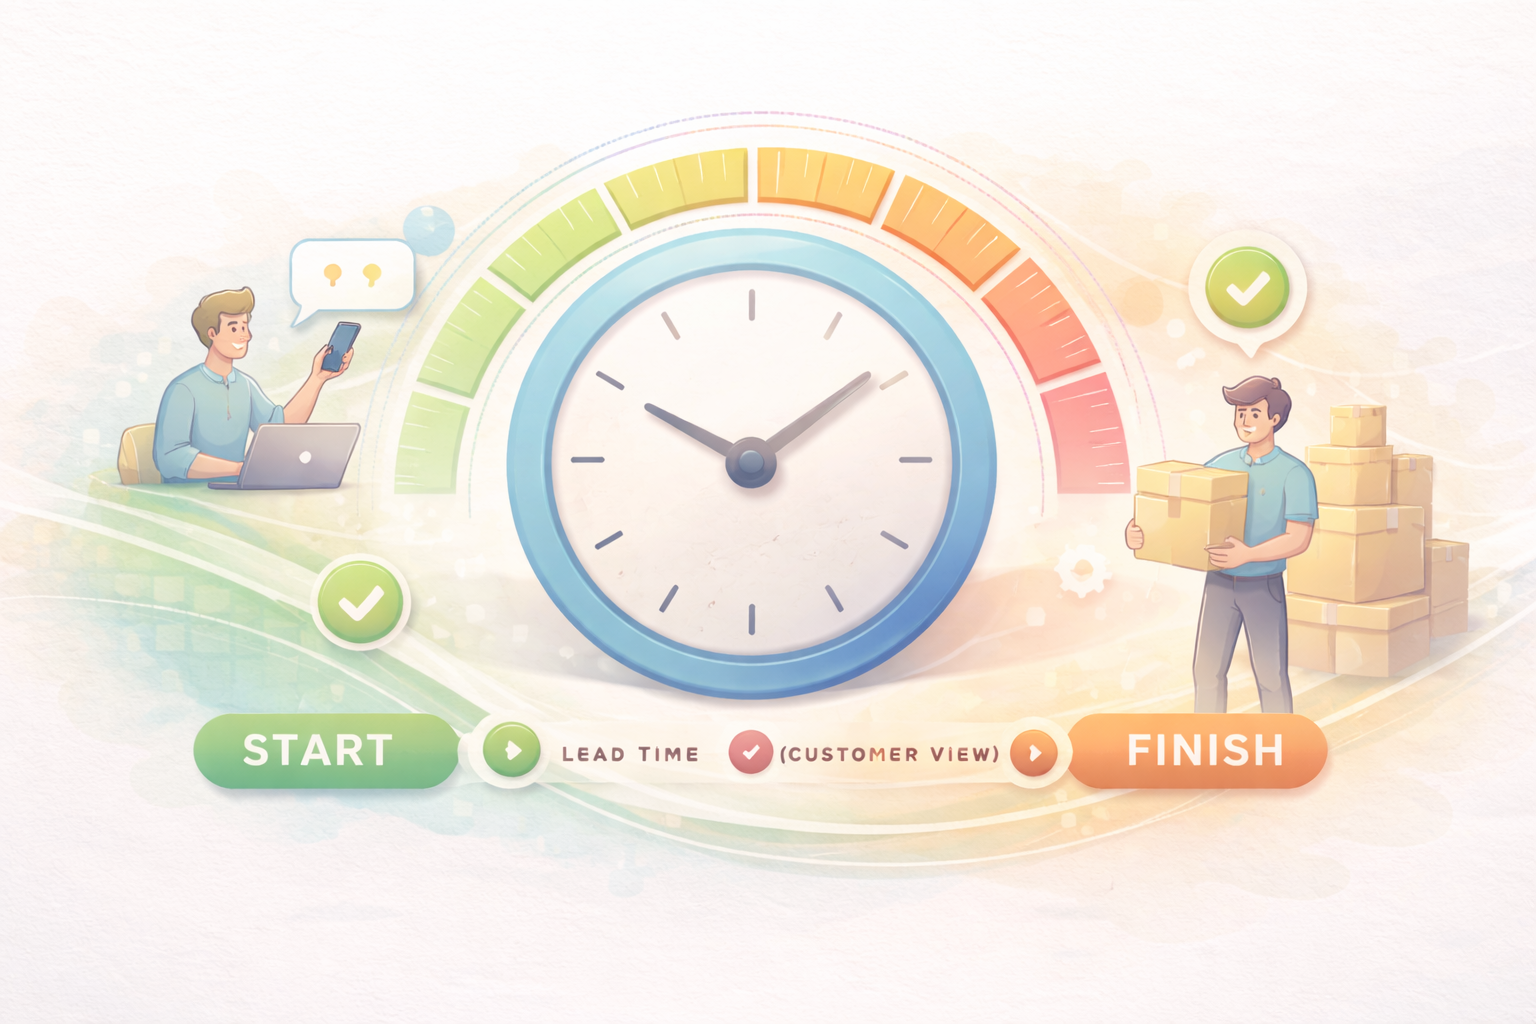 START
LEAD TIME
(CUSTOMER VIEW)
FINISH